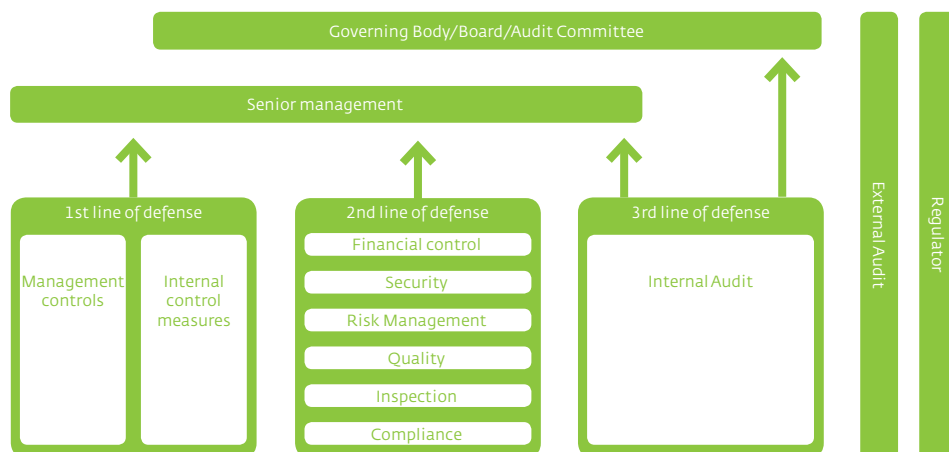 Governing Body/Board/Audit Committee
Senior management
1st line of defense
Management
controls
Internal
control
measures
2nd line of defense
Financial control
Security
Risk Management
Quality
Inspection
Compliance
3rd line of defense
Internal Audit
External Audit
Regulator